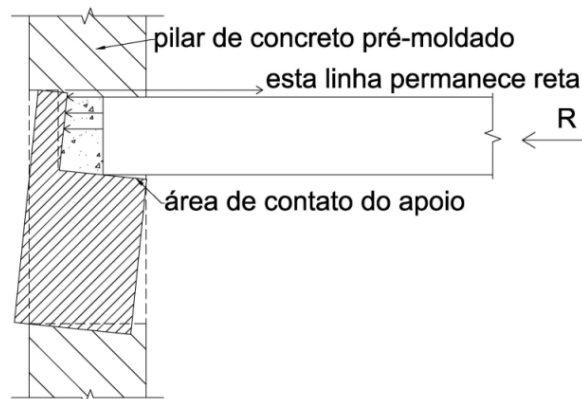 pilar de concreto pré-moldado
esta linha permanece reta
R
área de contato do apoio